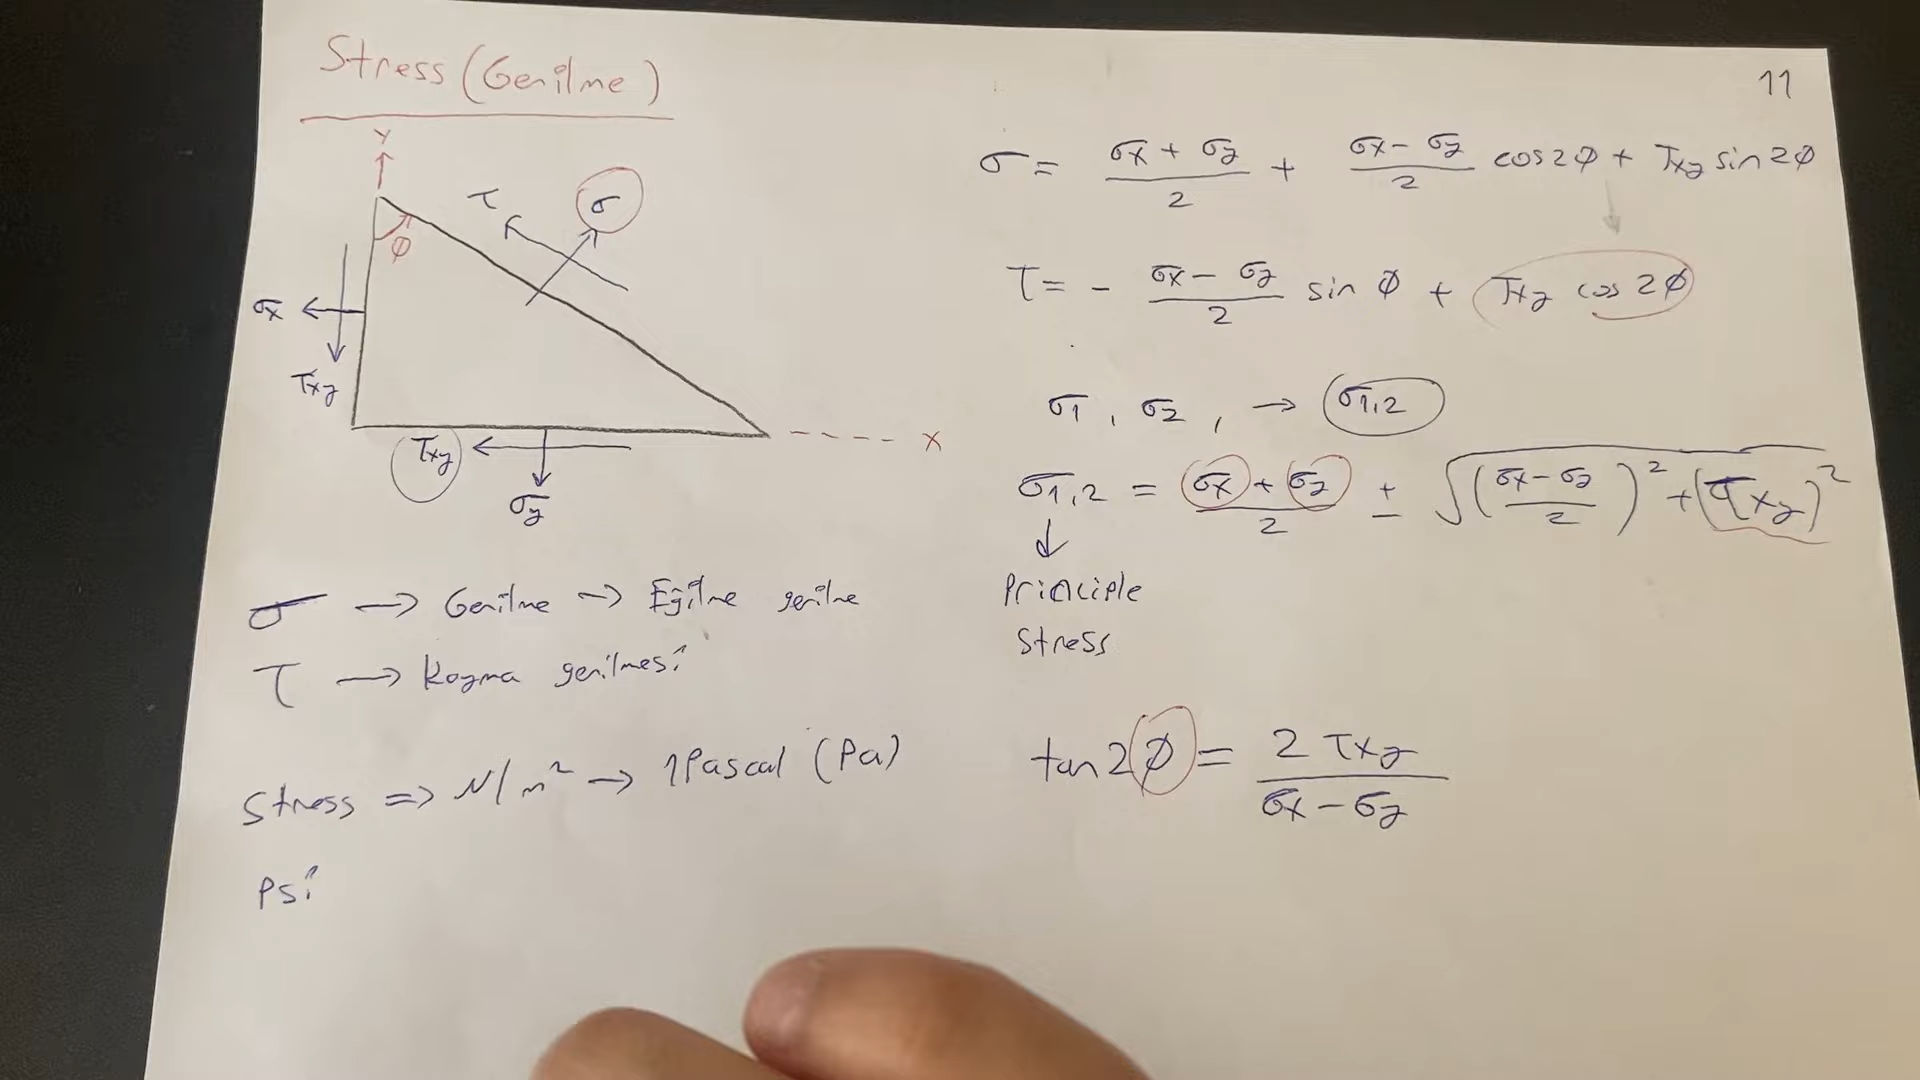 Stress (Gerilme)
11
Y
τ
σ
φ
σx
τxy
τxy
σy
X
σ → Gerilme → Eğilme gerilme
τ → Kayma gerilmesi
Stress => N/m² → 1Pascal (Pa)
Psi
σ = (σx + σy)/2 + (σx - σy)/2 cos2φ + τxy sin2φ
τ = - (σx - σy)/2 sin φ + τxy cos 2φ
σ1, σ2, → σ1,2
σ1,2 = (σx + σy)/2 ± √((σx - σy)/2)² + (τxy)²
Principle
Stress
tan2φ = 2 τxy/(σx - σy)